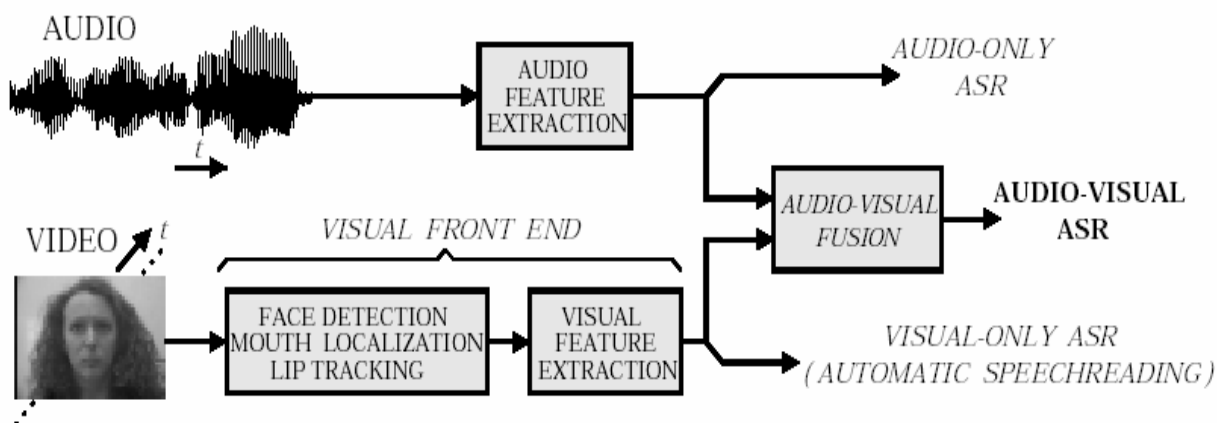 AUDIO
t
AUDIO
FEATURE
EXTRACTION
AUDIO-ONLY
ASR
VIDEO
t
VISUAL FRONT END
FACE DETECTION
MOUTH LOCALIZATION
LIP TRACKING
VISUAL
FEATURE
EXTRACTION
AUDIO-VISUAL
FUSION
AUDIO-VISUAL
ASR
VISUAL-ONLY ASR
(AUTOMATIC SPEECHREADING)